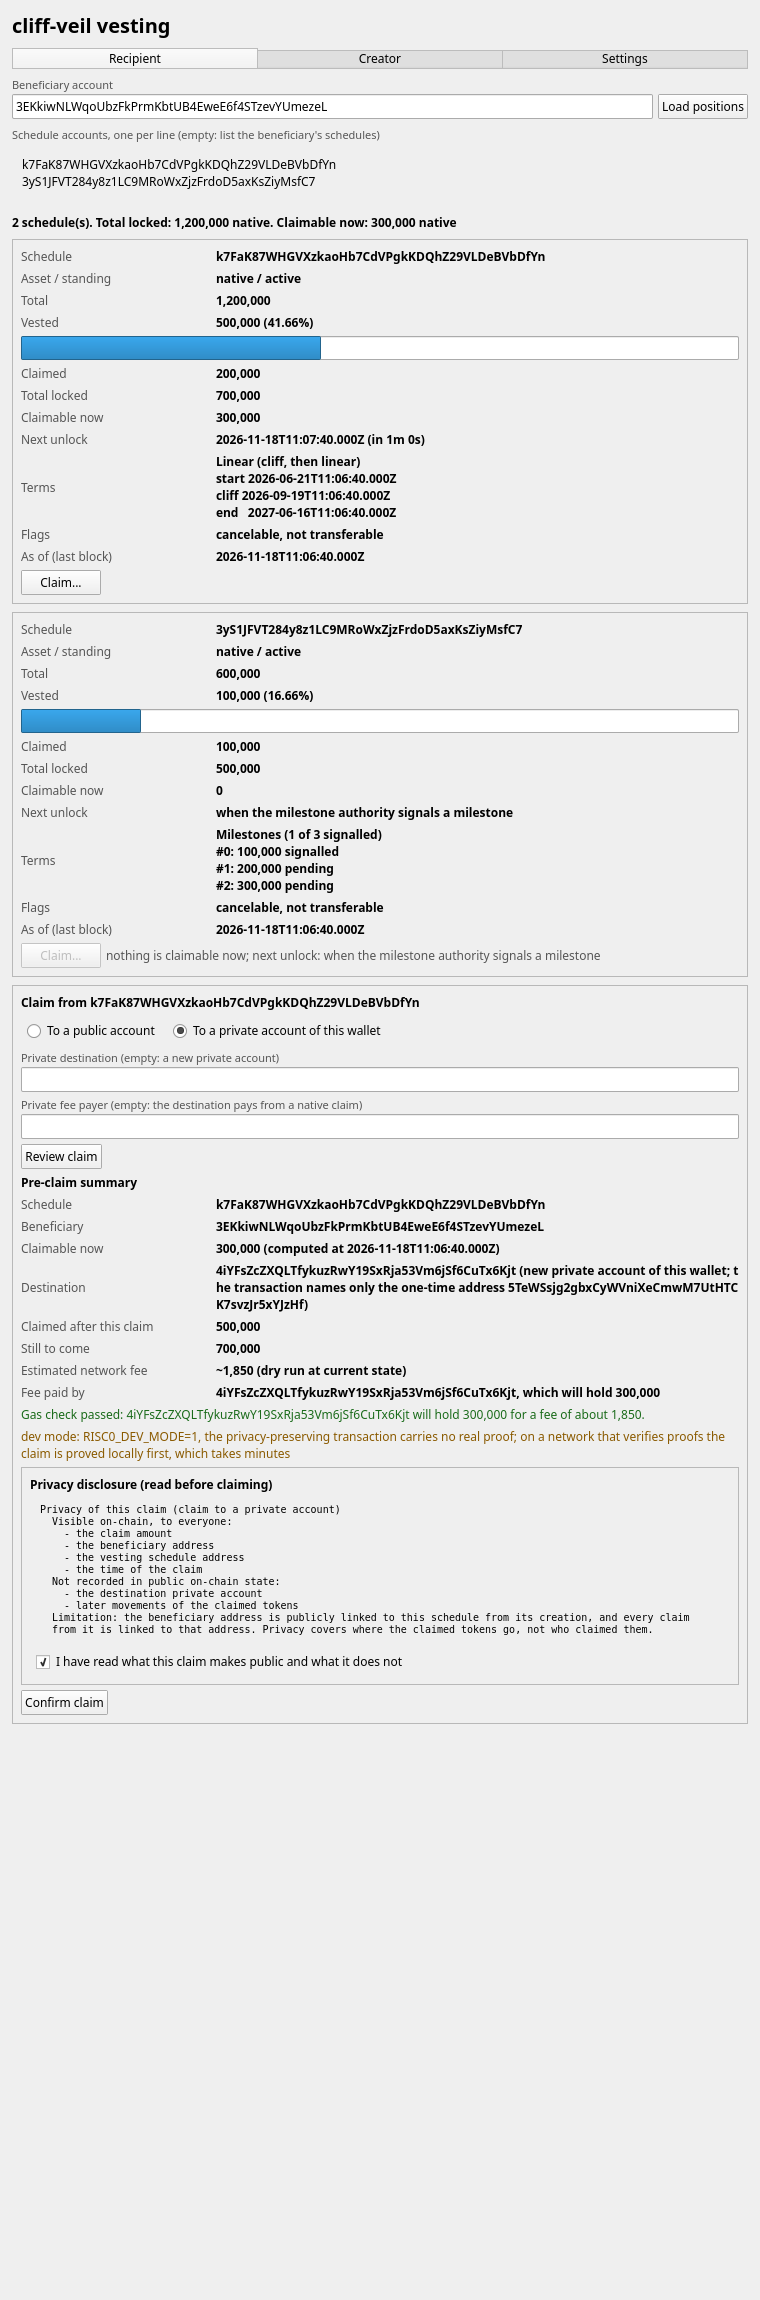 cliff-veil vesting
Recipient
Creator
Settings
Beneficiary account
3EKkiwNLWqoUbzFkPrmKbtUB4EweE6f4STzevYUmezeL
Load positions
Schedule accounts, one per line (empty: list the beneficiary's schedules)
k7FaK87WHGVXzkaoHb7CdVPgkKDQhZ29VLDeBVbDfYn
3yS1JFVT284y8z1LC9MRoWxZjzFrdoD5axKsZiyMsfC7
2 schedule(s). Total locked: 1,200,000 native. Claimable now: 300,000 native
Schedule k7FaK87WHGVXzkaoHb7CdVPgkKDQhZ29VLDeBVbDfYn
Asset / standing native / active
Total 1,200,000
Vested 500,000 (41.66%)
Claimed 200,000
Total locked 700,000
Claimable now 300,000
Next unlock 2026-11-18T11:07:40.000Z (in 1m 0s)
Terms Linear (cliff, then linear)
start 2026-06-21T11:06:40.000Z
cliff 2026-09-19T11:06:40.000Z
end 2027-06-16T11:06:40.000Z
Flags cancelable, not transferable
As of (last block) 2026-11-18T11:06:40.000Z
Claim...
Schedule 3yS1JFVT284y8z1LC9MRoWxZjzFrdoD5axKsZiyMsfC7
Asset / standing native / active
Total 600,000
Vested 100,000 (16.66%)
Claimed 100,000
Total locked 500,000
Claimable now 0
Next unlock when the milestone authority signals a milestone
Terms Milestones (1 of 3 signalled)
#0: 100,000 signalled
#1: 200,000 pending
#2: 300,000 pending
Flags cancelable, not transferable
As of (last block) 2026-11-18T11:06:40.000Z
Claim... nothing is claimable now; next unlock: when the milestone authority signals a milestone
Claim from k7FaK87WHGVXzkaoHb7CdVPgkKDQhZ29VLDeBVbDfYn
To a public account To a private account of this wallet
Private destination (empty: a new private account)
Private fee payer (empty: the destination pays from a native claim)
Review claim
Pre-claim summary
Schedule k7FaK87WHGVXzkaoHb7CdVPgkKDQhZ29VLDeBVbDfYn
Beneficiary 3EKkiwNLWqoUbzFkPrmKbtUB4EweE6f4STzevYUmezeL
Claimable now 300,000 (computed at 2026-11-18T11:06:40.000Z)
Destination 4iYFsZcZXQLTfykuzRwY19SxRja53Vm6jSf6CuTx6Kjt (new private account of this wallet; t
he transaction names only the one-time address 5TeWSsjg2gbxCyWVniXeCmwM7UtHTC
K7svzJr5xYJzHf)
Claimed after this claim 500,000
Still to come 700,000
Estimated network fee ~1,850 (dry run at current state)
Fee paid by 4iYFsZcZXQLTfykuzRwY19SxRja53Vm6jSf6CuTx6Kjt, which will hold 300,000
Gas check passed: 4iYFsZcZXQLTfykuzRwY19SxRja53Vm6jSf6CuTx6Kjt will hold 300,000 for a fee of about 1,850.
dev mode: RISC0_DEV_MODE=1, the privacy-preserving transaction carries no real proof; on a network that verifies proofs the
claim is proved locally first, which takes minutes
Privacy disclosure (read before claiming)
Privacy of this claim (claim to a private account)
Visible on-chain, to everyone:
- the claim amount
- the beneficiary address
- the vesting schedule address
- the time of the claim
Not recorded in public on-chain state:
- the destination private account
- later movements of the claimed tokens
Limitation: the beneficiary address is publicly linked to this schedule from its creation, and every claim
from it is linked to that address. Privacy covers where the claimed tokens go, not who claimed them.
I have read what this claim makes public and what it does not
Confirm claim